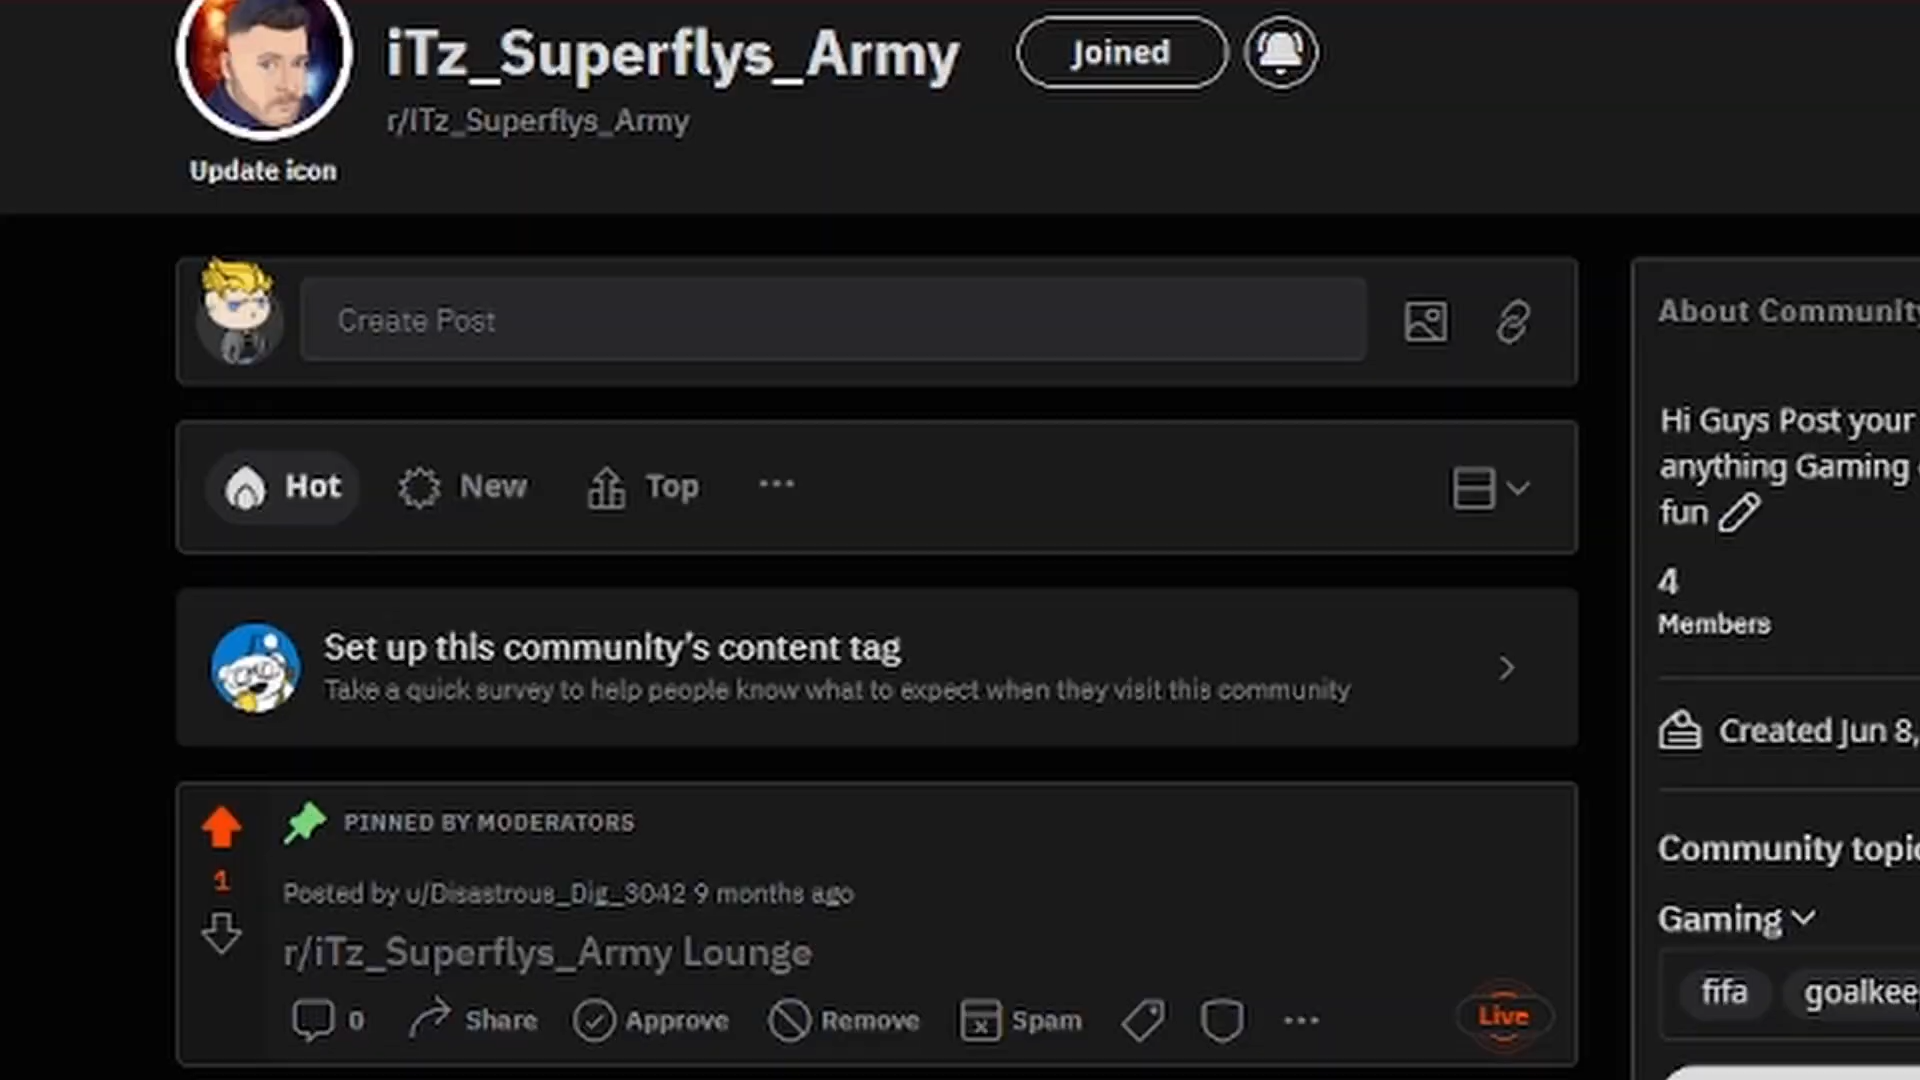 iTz_Superflys_Army
Joined
r/iTz_Superflys_Army
Update icon
Create Post
Hot
New
Top
Set up this community's content tag
Take a quick survey to help people know what to expect when they visit this community
PINNED BY MODERATORS
1
Posted by u/Disastrous_Dig_3042 9 months ago
r/iTz_Superflys_Army Lounge
0
Share
Approve
Remove
Spam
Live
About Community
Hi Guys Post your
anything Gaming
fun
4
Members
Created Jun 8,
Community topic
Gaming
fifa
goalkee